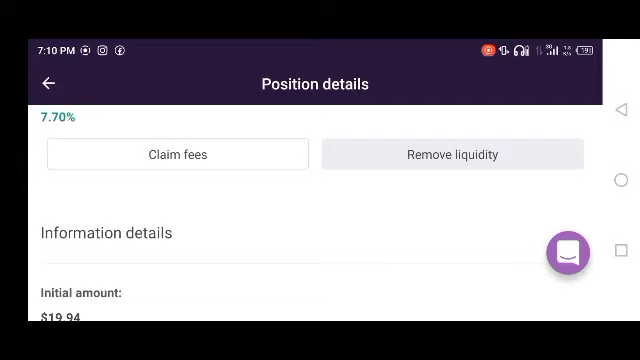 7:10 PM
Position details
7.70%
Claim fees
Remove liquidity
Information details
Initial amount:
$19.94